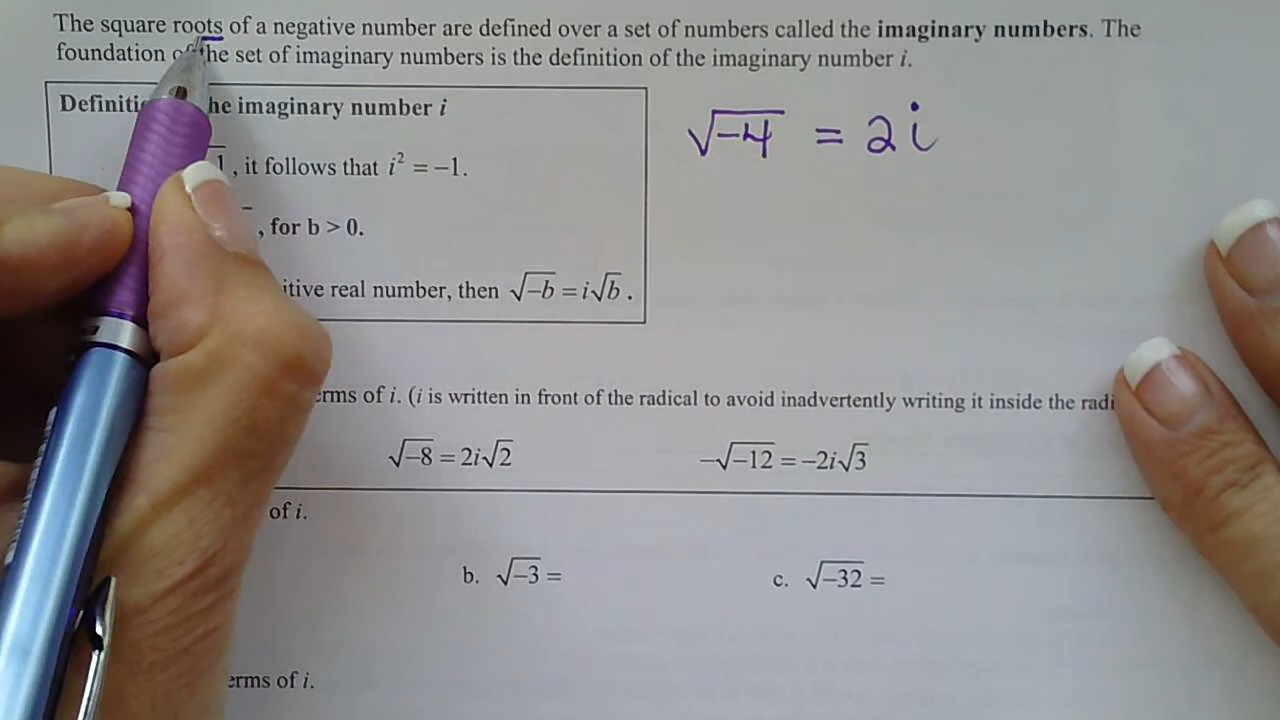 The square roots of a negative number are defined over a set of numbers called the imaginary numbers. The
foundation of the set of imaginary numbers is the definition of the imaginary number i.
he imaginary number i
√-4 = 2i
1, it follows that i² = −1.
, for b > 0.
itive real number, then √−b = i√b.
rms of i. (i is written in front of the radical to avoid inadvertently writing it inside the radi
√−8 = 2i√2
−√−12 = −2i√3
of i.
b. √−3 =
c. √−32 =
erms of i.